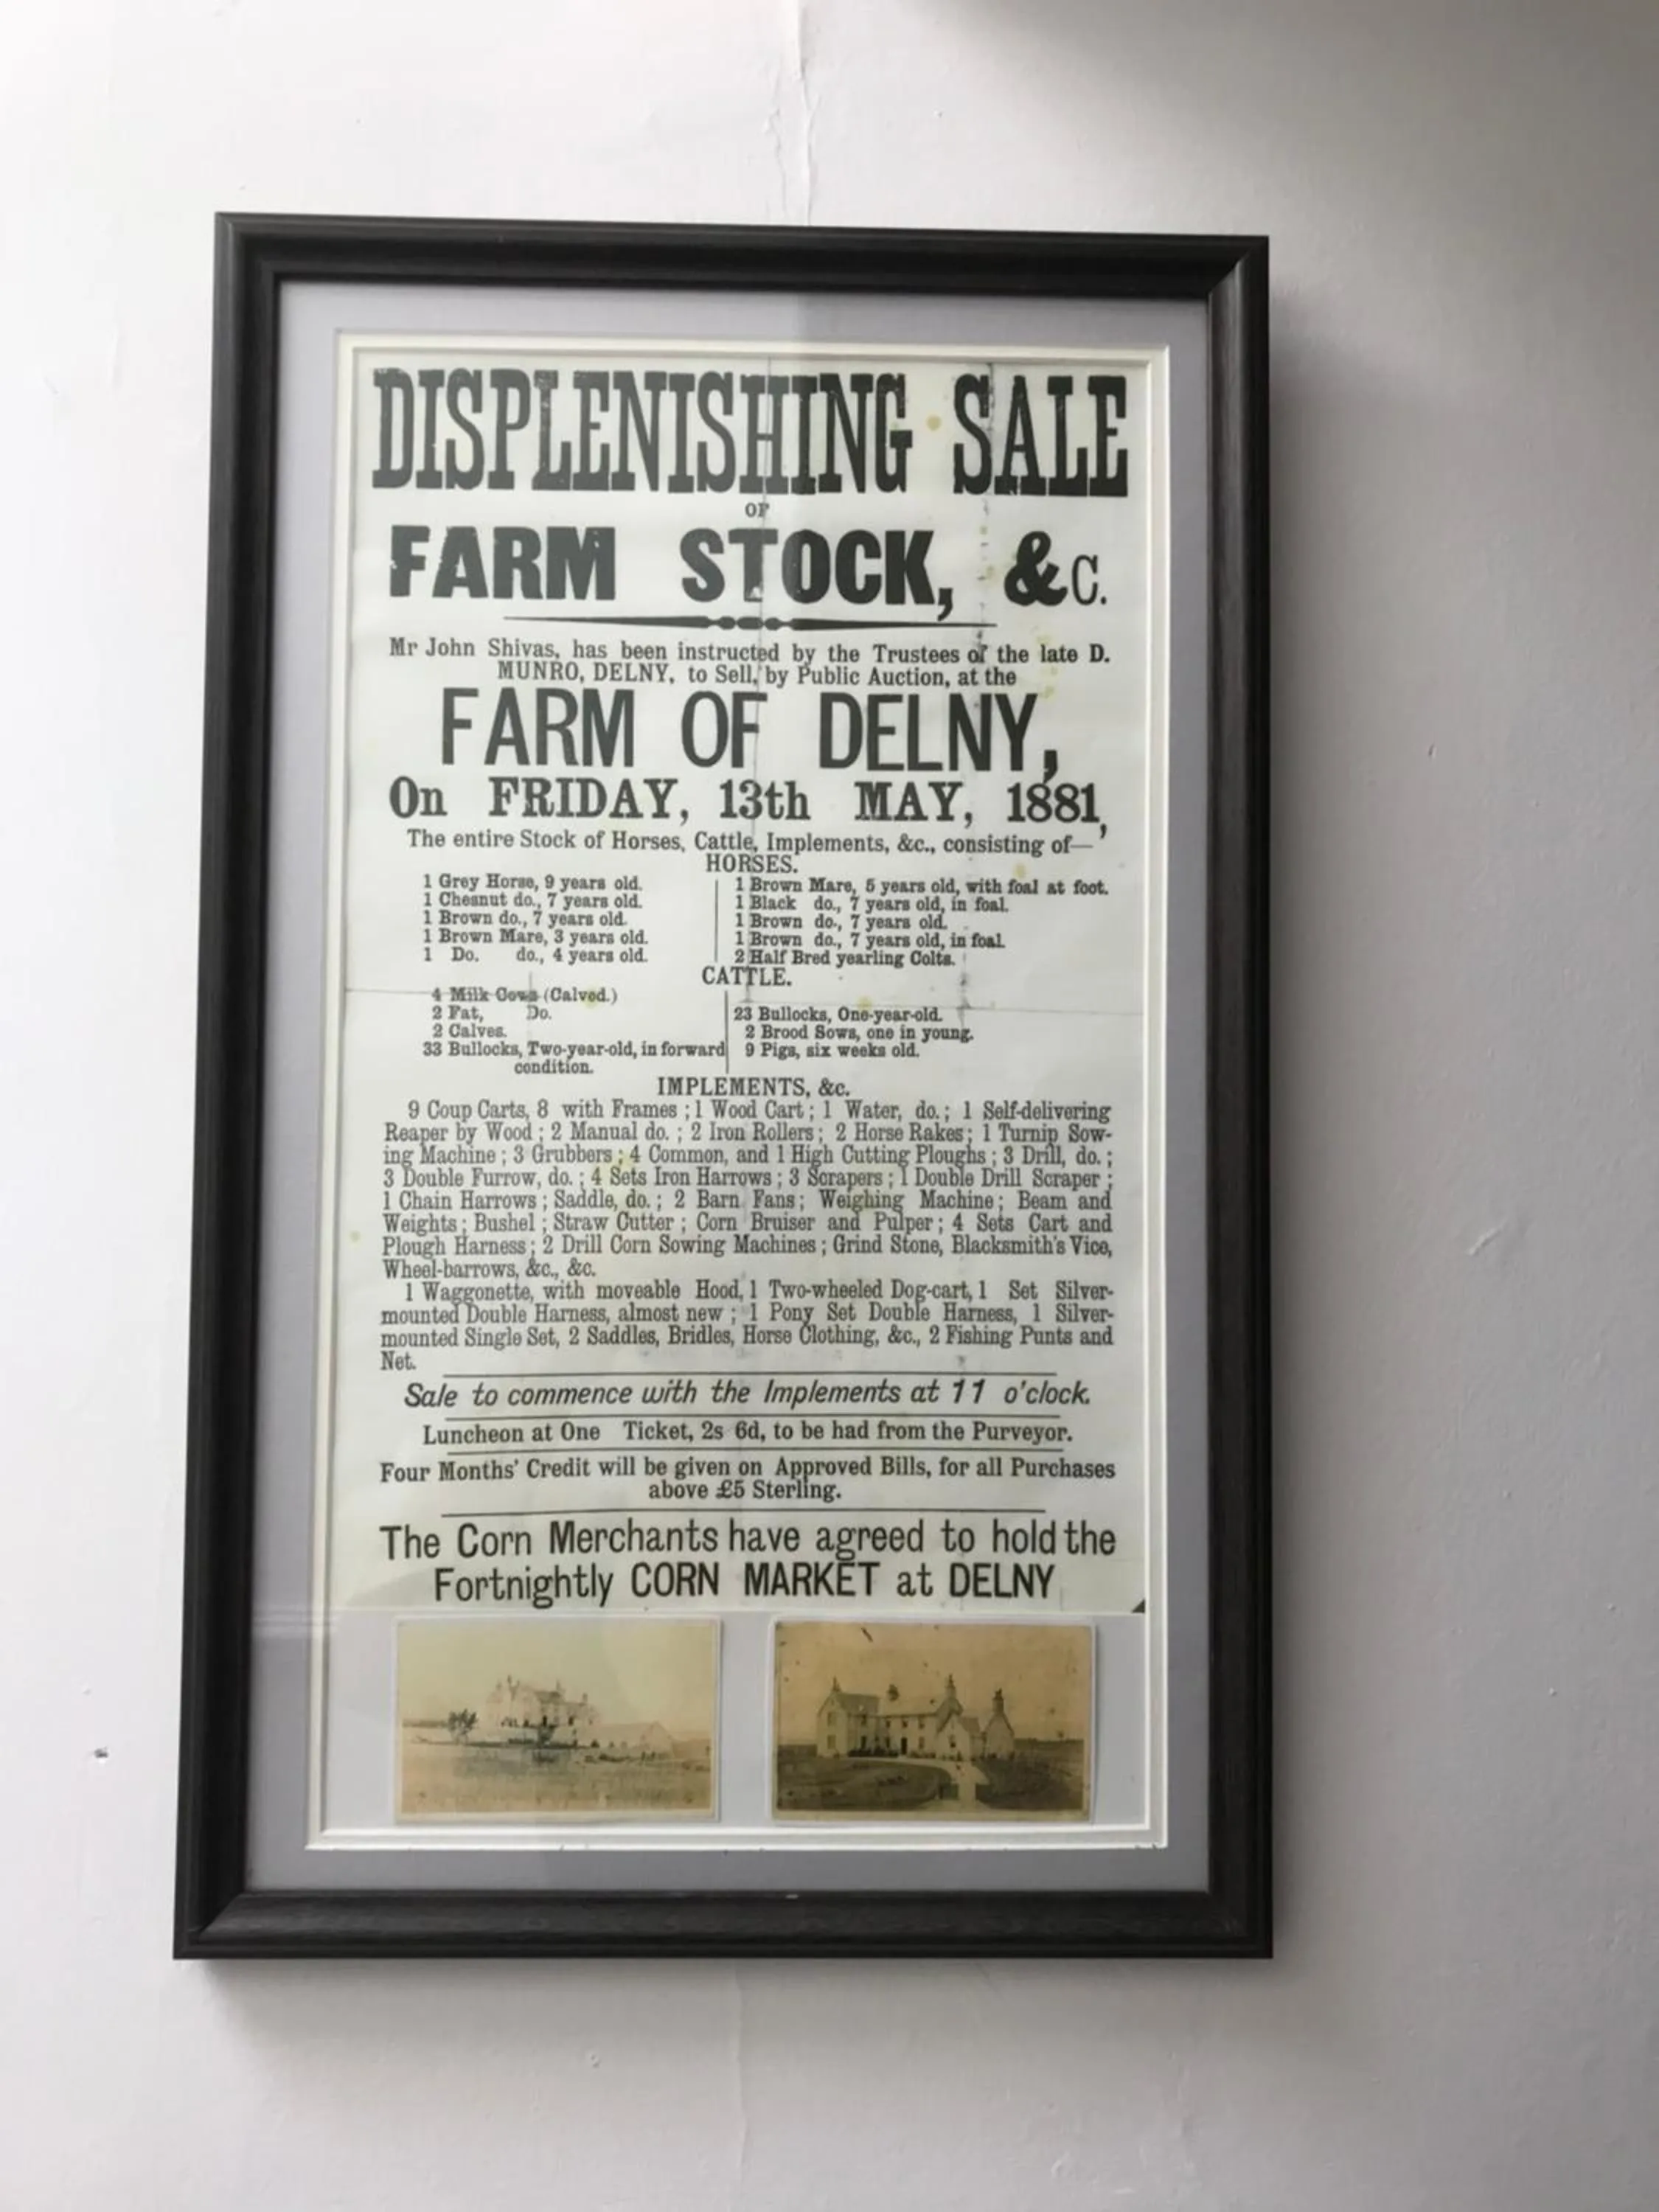 DISPLENISHING SALE
OF
FARM STOCK, &C.
Mr John Shivas, has been instructed by the Trustees of the late D.
MUNRO, DELNY, to Sell, by Public Auction, at the
FARM OF DELNY,
On FRIDAY, 13th MAY, 1881,
The entire Stock of Horses, Cattle, Implements, &c., consisting of—
HORSES.
1 Grey Horse, 9 years old.
1 Chesnut do., 7 years old.
1 Brown do., 7 years old.
1 Brown Mare, 3 years old.
1 Do. do., 4 years old.
1 Brown Mare, 5 years old, with foal at foot.
1 Black do., 7 years old, in foal.
1 Brown do., 7 years old.
1 Brown do., 7 years old, in foal.
2 Half Bred yearling Colts.
CATTLE.
4 Milk Cows (Calved.)
2 Fat, Do.
2 Calves.
33 Bullocks, Two-year-old, in forward
condition.
23 Bullocks, One-year-old.
2 Brood Sows, one in young.
9 Pigs, six weeks old.
IMPLEMENTS, &c.
9 Coup Carts, 8 with Frames ; 1 Wood Cart ; 1 Water, do. ; 1 Self-delivering
Reaper by Wood ; 2 Manual do. ; 2 Iron Rollers ; 2 Horse Rakes ; 1 Turnip Sow-
ing Machine ; 3 Grubbers ; 4 Common, and 1 High Cutting Ploughs ; 3 Drill, do. ;
3 Double Furrow, do. ; 4 Sets Iron Harrows ; 3 Scrapers ; 1 Double Drill Scraper ;
1 Chain Harrows ; Saddle, do. ; 2 Barn Fans ; Weighing Machine ; Beam and
Weights ; Bushel ; Straw Cutter ; Corn Bruiser and Pulper ; 4 Sets Cart and
Plough Harness ; 2 Drill Corn Sowing Machines ; Grind Stone, Blacksmith's Vice,
Wheel-barrows, &c., &c.
1 Waggonette, with moveable Hood, 1 Two-wheeled Dog-cart, 1 Set Silver-
mounted Double Harness, almost new ; 1 Pony Set Double Harness, 1 Silver-
mounted Single Set, 2 Saddles, Bridles, Horse Clothing, &c., 2 Fishing Punts and
Net.
Sale to commence with the Implements at 11 o'clock.
Luncheon at One Ticket, 2s 6d, to be had from the Purveyor.
Four Months' Credit will be given on Approved Bills, for all Purchases
above £5 Sterling.
The Corn Merchants have agreed to hold the
Fortnightly CORN MARKET at DELNY